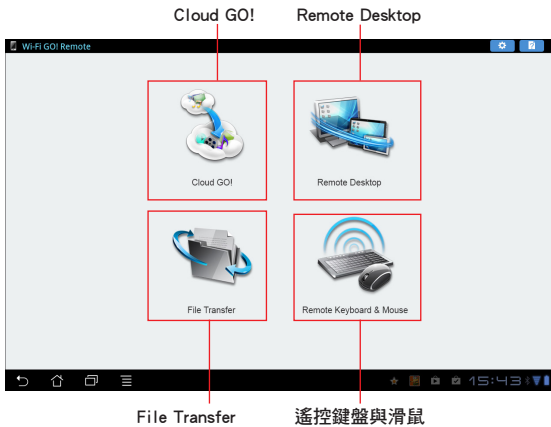 Cloud GO!
Remote Desktop
Wi-Fi GO! Remote
Cloud GO!
Remote Desktop
File Transfer
Remote Keyboard & Mouse
15:43
File Transfer
遙控鍵盤與滑鼠